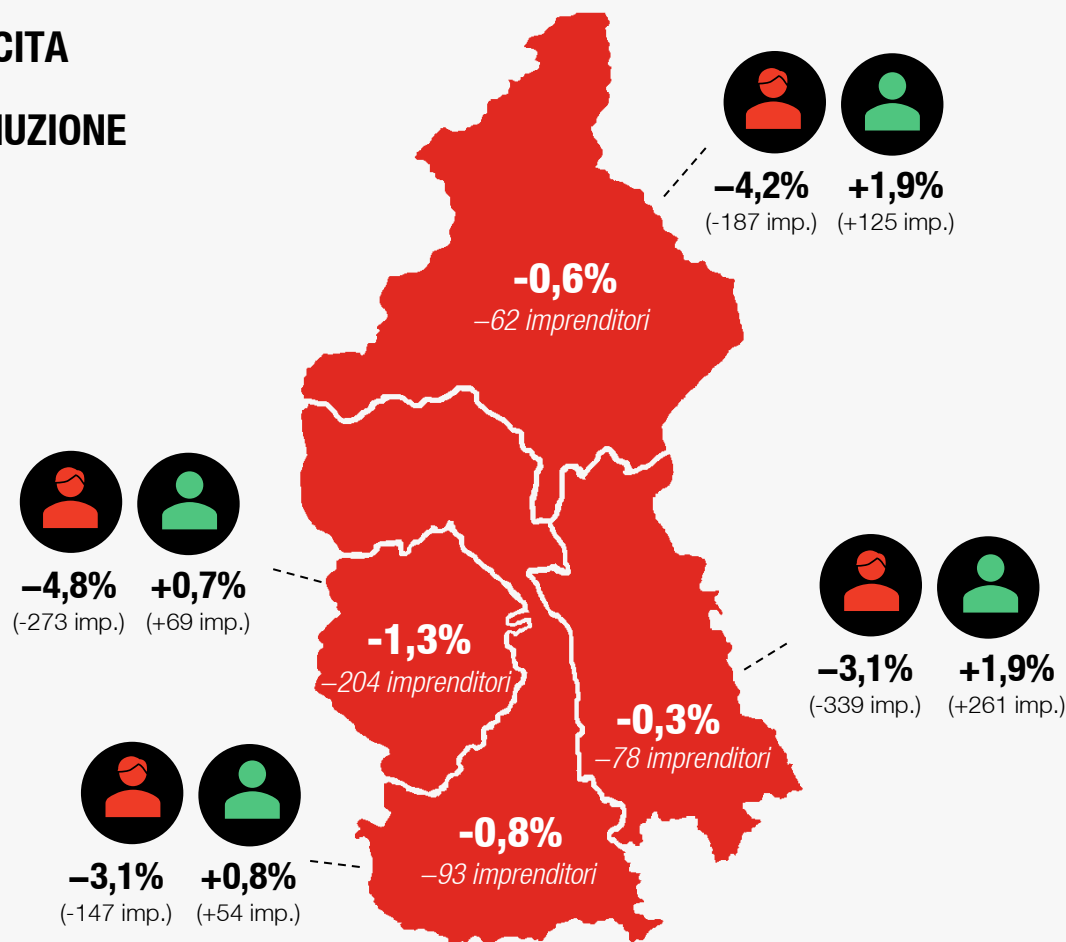 CITA
UZIONE
–4,2% +1,9%
(-187 imp.) (+125 imp.)
-0,6%
–62 imprenditori
–4,8% +0,7%
(-273 imp.) (+69 imp.)
-1,3%
–204 imprenditori
–3,1% +1,9%
(-339 imp.) (+261 imp.)
-0,3%
–78 imprenditori
–3,1% +0,8%
(-147 imp.) (+54 imp.)
-0,8%
–93 imprenditori